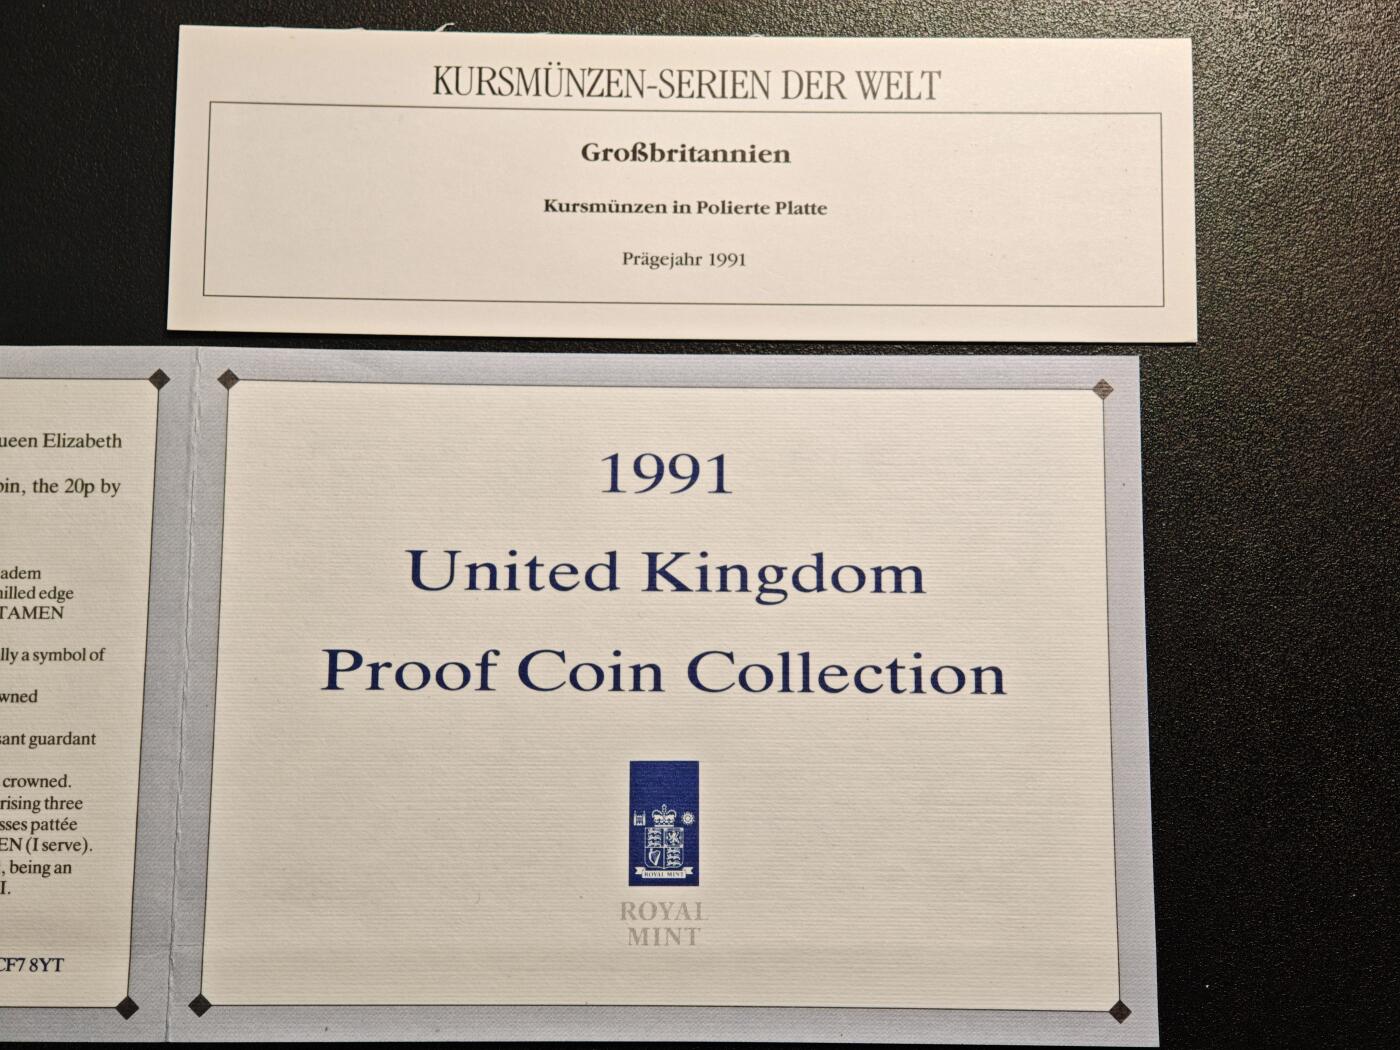 KURSMÜNZEN-SERIEN DER WELT
Großbritannien
Kursmünzen in Polierte Platte
Prägejahr 1991
ueen Elizabeth
oin, the 20p by
adem
nilled edge
TAMEN
lly a symbol of
wned
sant guardant
crowned.
rising three
sses pattée
EN (I serve).
, being an
I.
CF7 8YT
1991
United Kingdom
Proof Coin Collection
ROYAL MINT
ROYAL
MINT